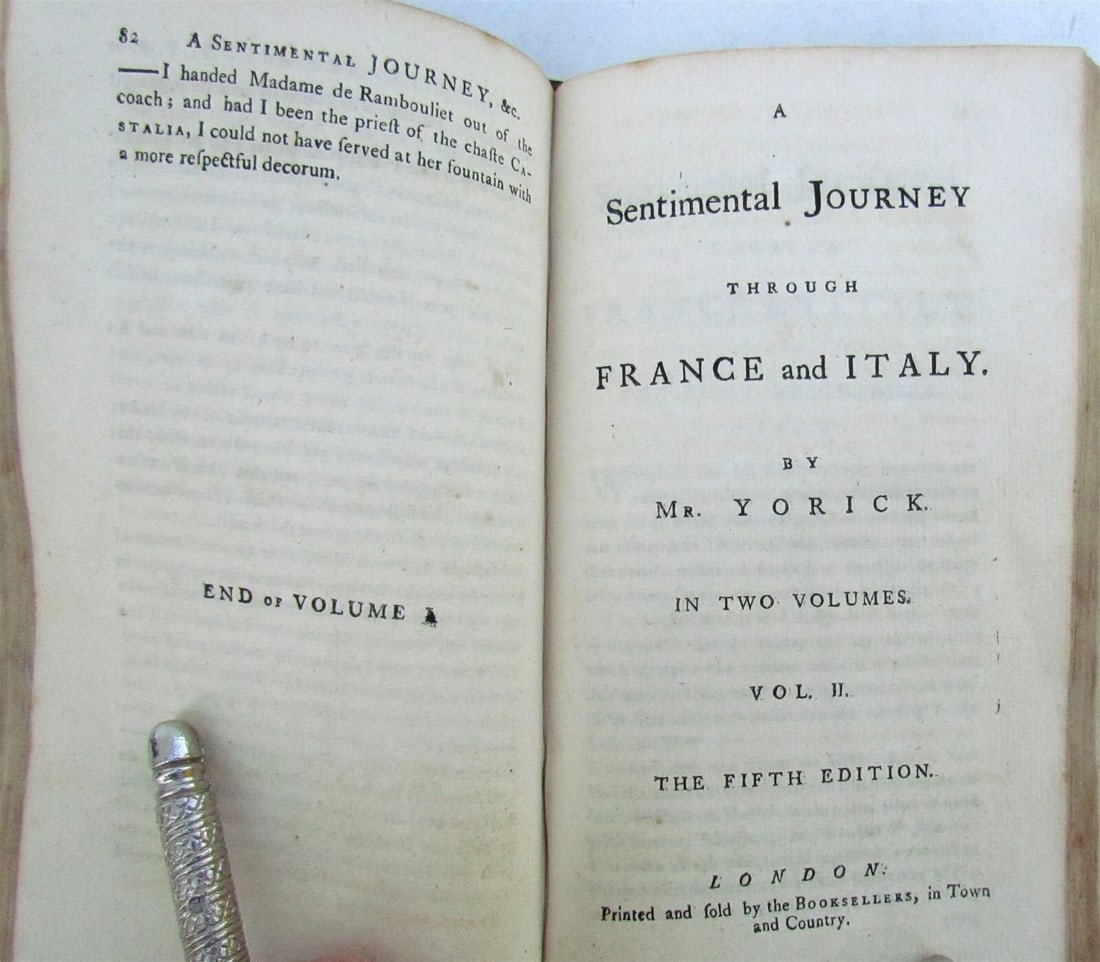 82 A SENTIMENTAL JOURNEY, &c.
——I handed Madame de Rambouliet out of the
coach; and had I been the prieſt of the chaſte CA-
STALIA, I could not have ſerved at her fountain with
a more reſpectful decorum.
END OF VOLUME
A
Sentimental JOURNEY
THROUGH
FRANCE and ITALY.
BY
MR. YORICK.
IN TWO VOLUMES.
VOL. II.
THE FIFTH EDITION.
LONDON:
Printed and ſold by the BOOKSELLERS, in Town
and Country.